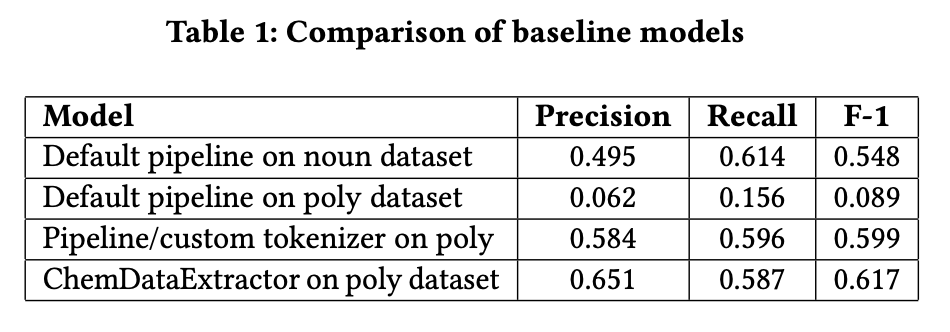 Table 1: Comparison of baseline models
Model Precision Recall F-1
Default pipeline on noun dataset 0.495 0.614 0.548
Default pipeline on poly dataset 0.062 0.156 0.089
Pipeline/custom tokenizer on poly 0.584 0.596 0.599
ChemDataExtractor on poly dataset 0.651 0.587 0.617